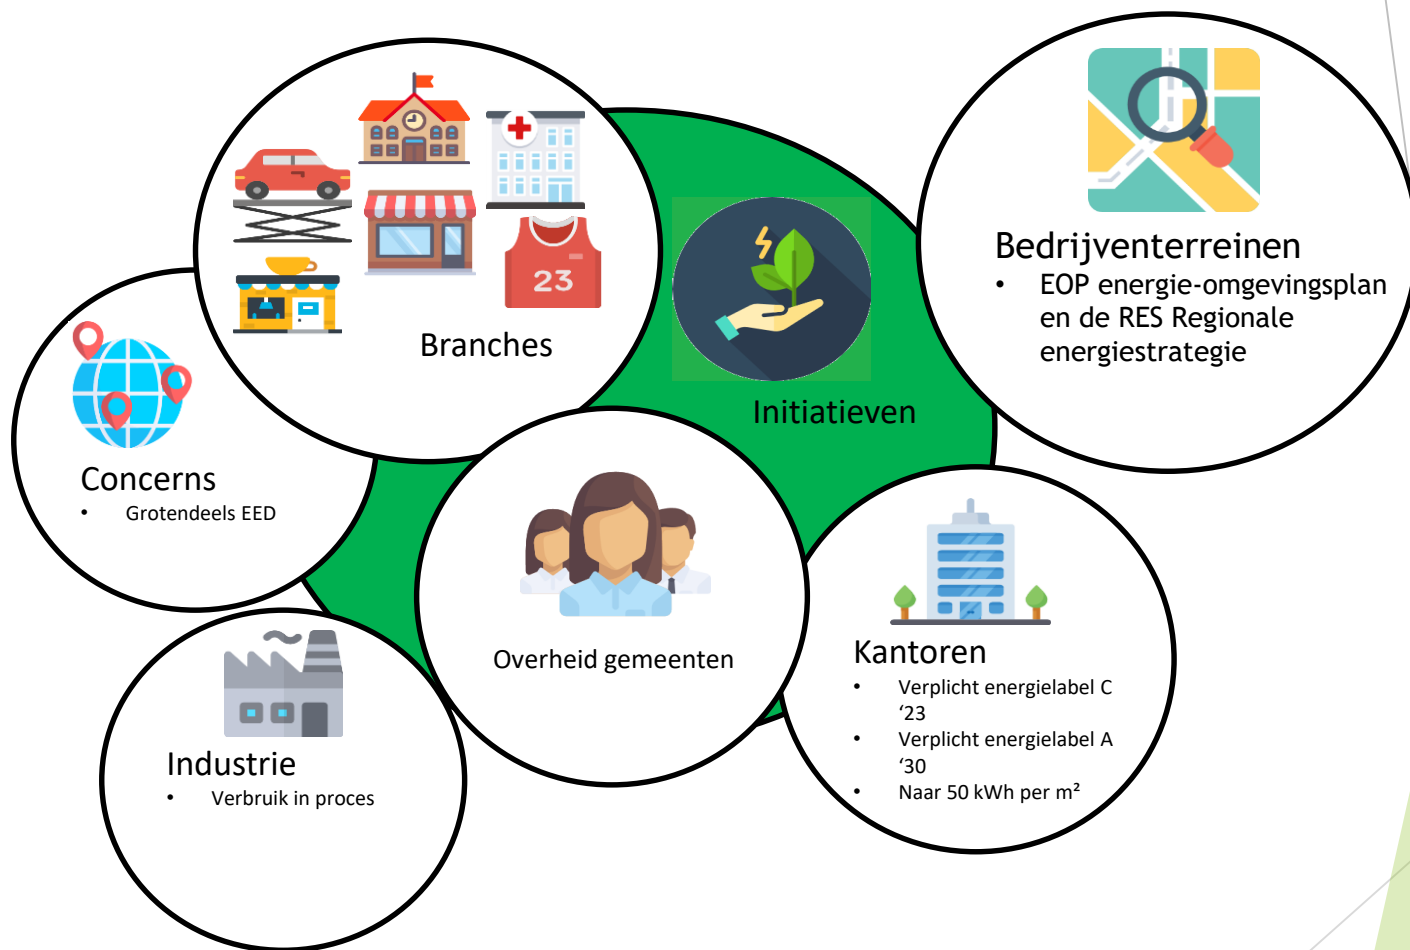 23
Branches
Initiatieven
Bedrijventerreinen
• EOP energie-omgevingsplan
en de RES Regionale
energiestrategie
Concerns
• Grotendeels EED
Overheid gemeenten
Kantoren
• Verplicht energielabel C
‘23
• Verplicht energielabel A
‘30
• Naar 50 kWh per m²
Industrie
• Verbruik in proces